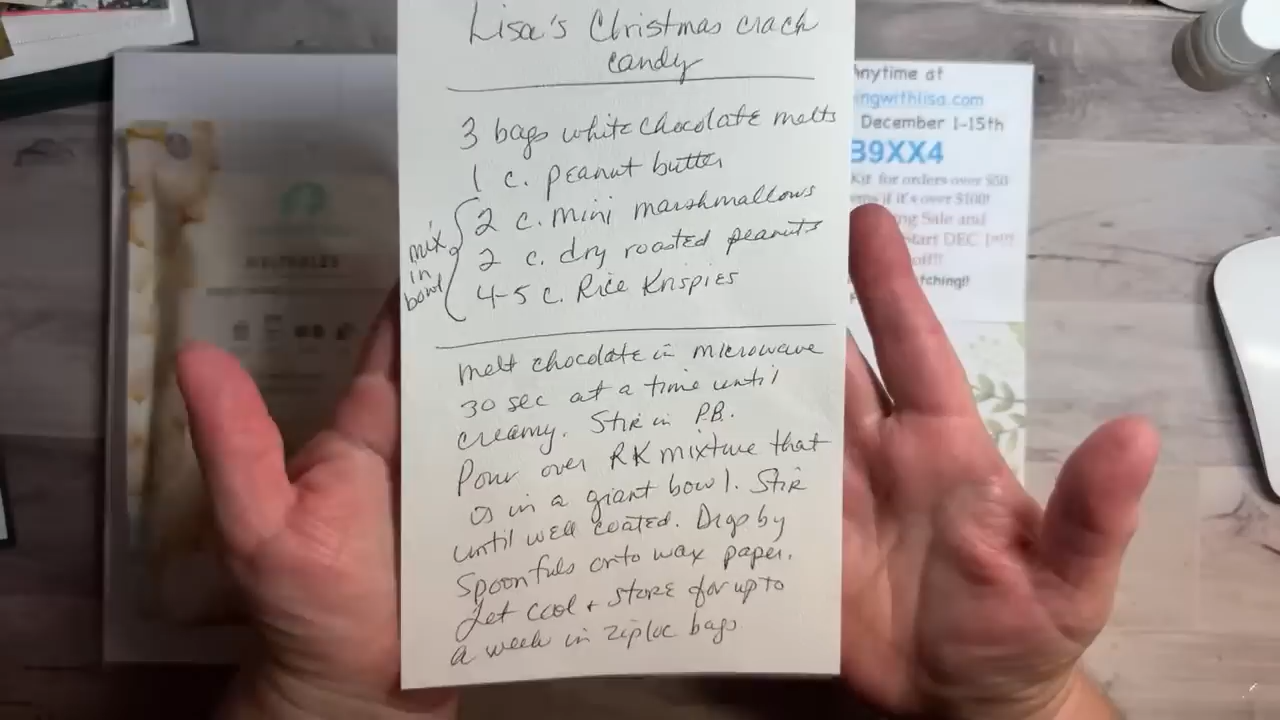 Lisa's Christmas crack
candy
3 bags white chocolate melts
1 c. peanut butter
mix in bowl
2 c. mini marshmallows
2 c. dry roasted peanuts
4-5 c. Rice Krispies
melt chocolate in microwave
30 sec at a time until
creamy. Stir in P.B.
Pour over RK mixture that
is in a giant bowl. Stir
until well coated. Drop by
spoonfuls onto wax paper.
Let cool + store for up to
a week in ziploc bags
Anytime at
ingwithlisa.com
December 1-15th
B9XX4
Kit for orders over $50
if it's over $100!
ng Sale and
tart DEC 1st!!!
off!!
tching!!